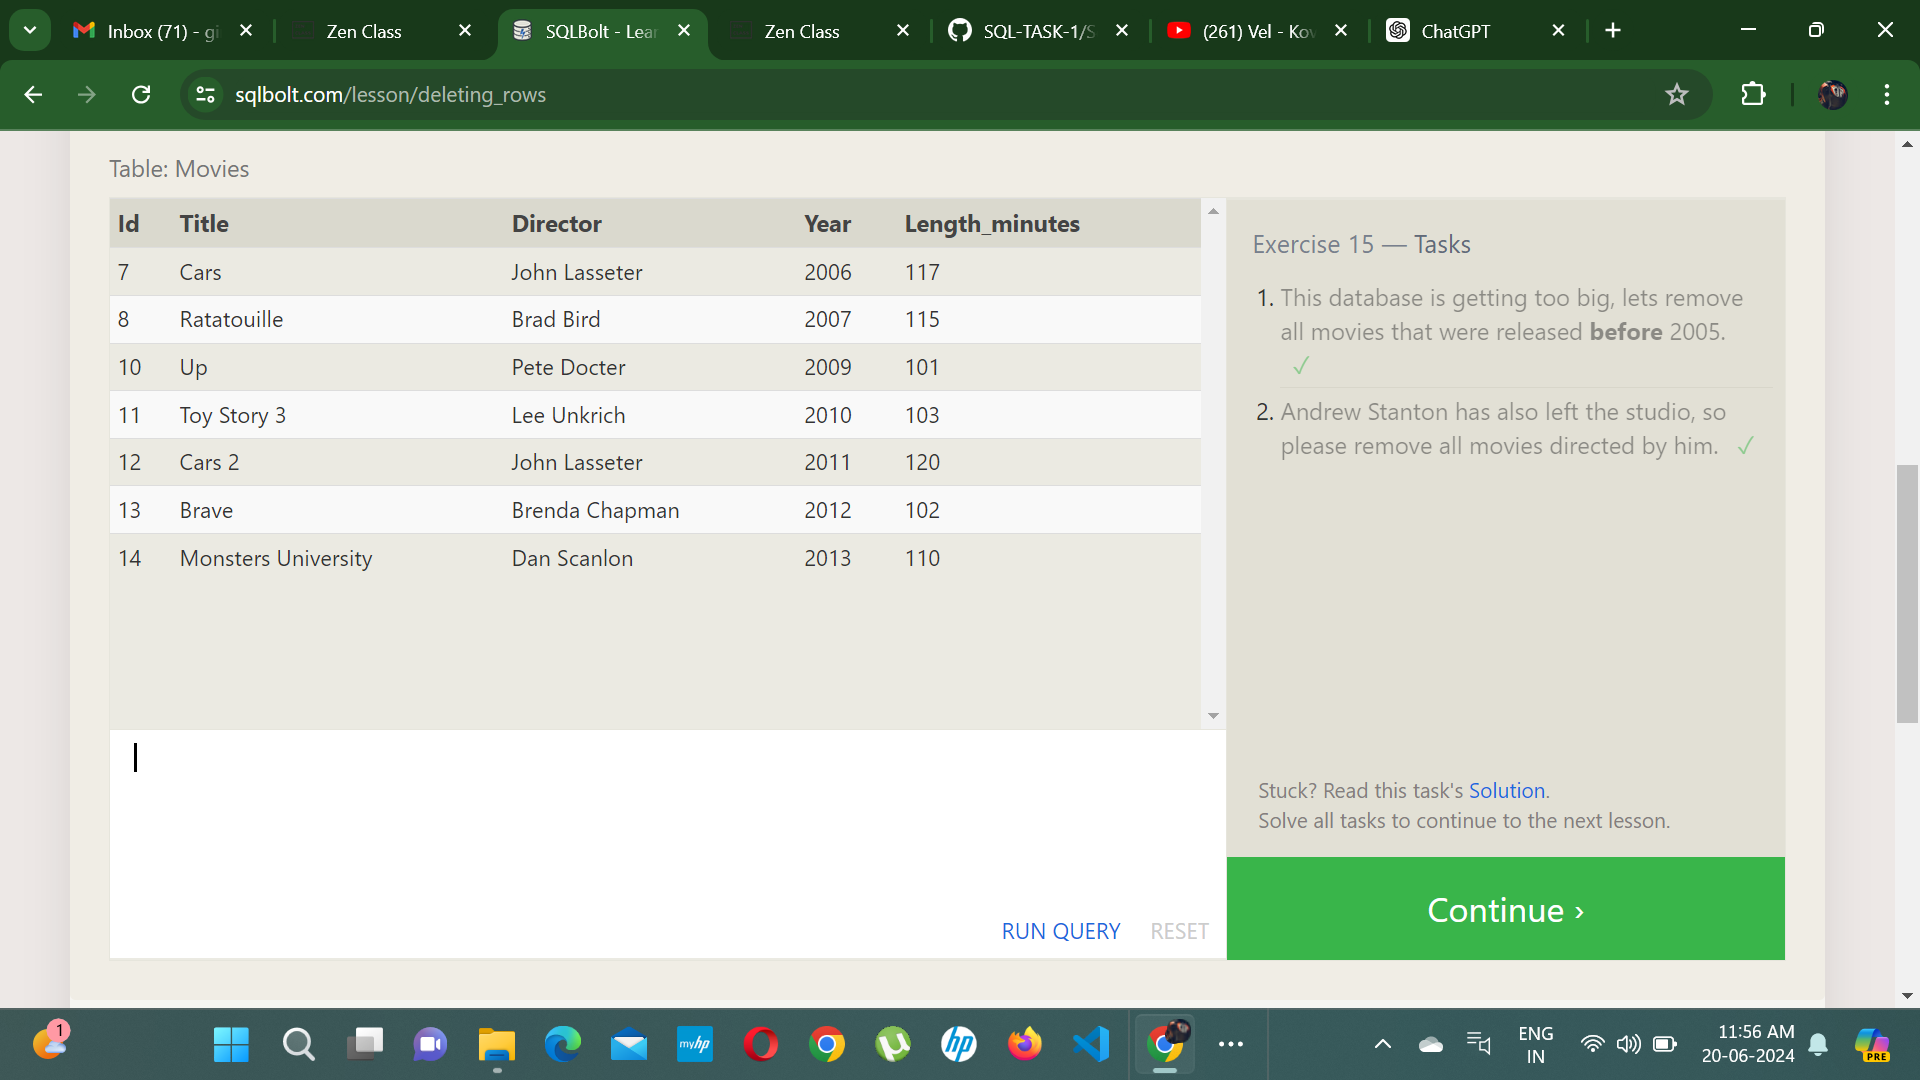 Inbox (71) - gi
Zen Class
SQLBolt - Lear
Zen Class
SQL-TASK-1/S
(261) Vel - Kov
ChatGPT
sqlbolt.com/lesson/deleting_rows
Table: Movies
Id Title Director Year Length_minutes
7 Cars John Lasseter 2006 117
8 Ratatouille Brad Bird 2007 115
10 Up Pete Docter 2009 101
11 Toy Story 3 Lee Unkrich 2010 103
12 Cars 2 John Lasseter 2011 120
13 Brave Brenda Chapman 2012 102
14 Monsters University Dan Scanlon 2013 110
RUN QUERY RESET
Exercise 15 — Tasks
1. This database is getting too big, lets remove
all movies that were released before 2005.
✓
2. Andrew Stanton has also left the studio, so
please remove all movies directed by him. ✓
Stuck? Read this task's Solution.
Solve all tasks to continue to the next lesson.
Continue ›
1
myhp
hp
ENG
IN
11:56 AM
20-06-2024
PRE